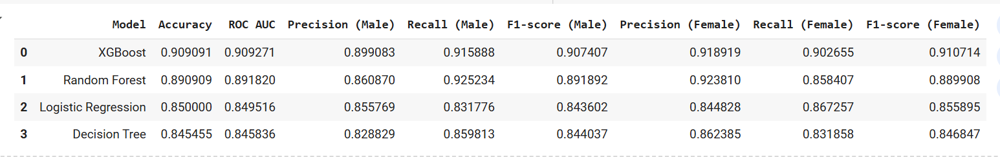 Model Accuracy ROC AUC Precision (Male) Recall (Male) F1-score (Male) Precision (Female) Recall (Female) F1-score (Female)
0 XGBoost 0.909091 0.909271 0.899083 0.915888 0.907407 0.918919 0.902655 0.910714
1 Random Forest 0.890909 0.891820 0.860870 0.925234 0.891892 0.923810 0.858407 0.889908
2 Logistic Regression 0.850000 0.849516 0.855769 0.831776 0.843602 0.844828 0.867257 0.855895
3 Decision Tree 0.845455 0.845836 0.828829 0.859813 0.844037 0.862385 0.831858 0.846847